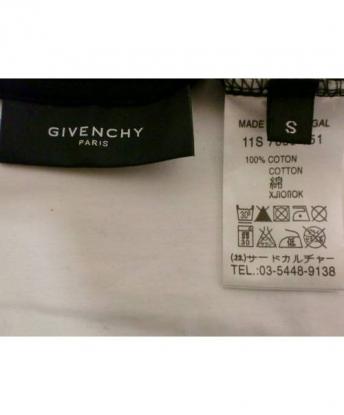 GIVENCHY
PARIS
S
MADE GAL
11S 51
100% COTON
COTTON
綿
ХЛОПОК
サードカルチャー
TEL.:03-5448-9138